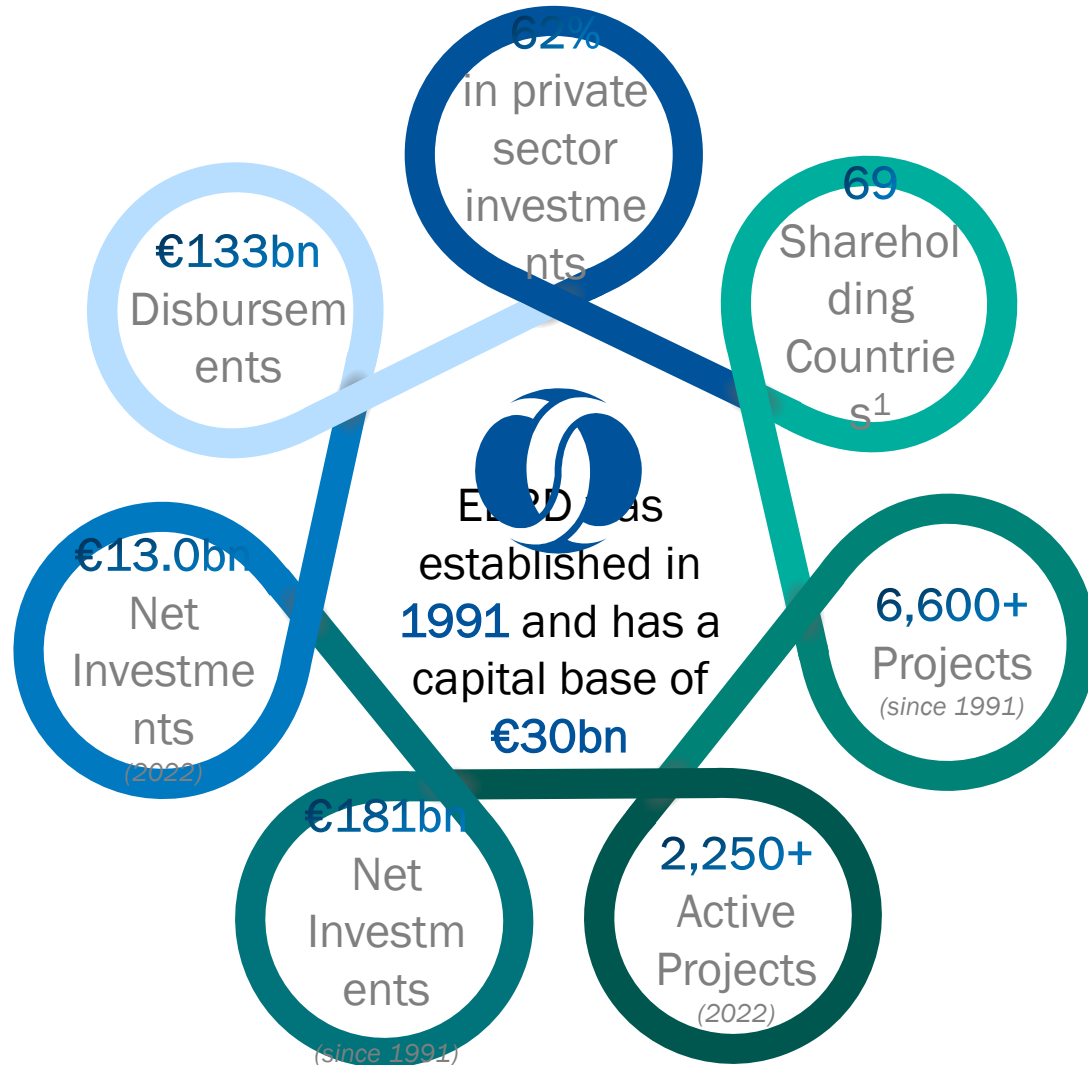 62%
in private
sector
investme
nts
69
Sharehol
ding
Countrie
s¹
6,600+
Projects
(since 1991)
2,250+
Active
Projects
(2022)
€181bn
Net
Investm
ents
(since 1991)
€13.0bn
Net
Investme
nts
(2022)
€133bn
Disbursem
ents
EBRD was
established in
1991 and has a
capital base of
€30bn